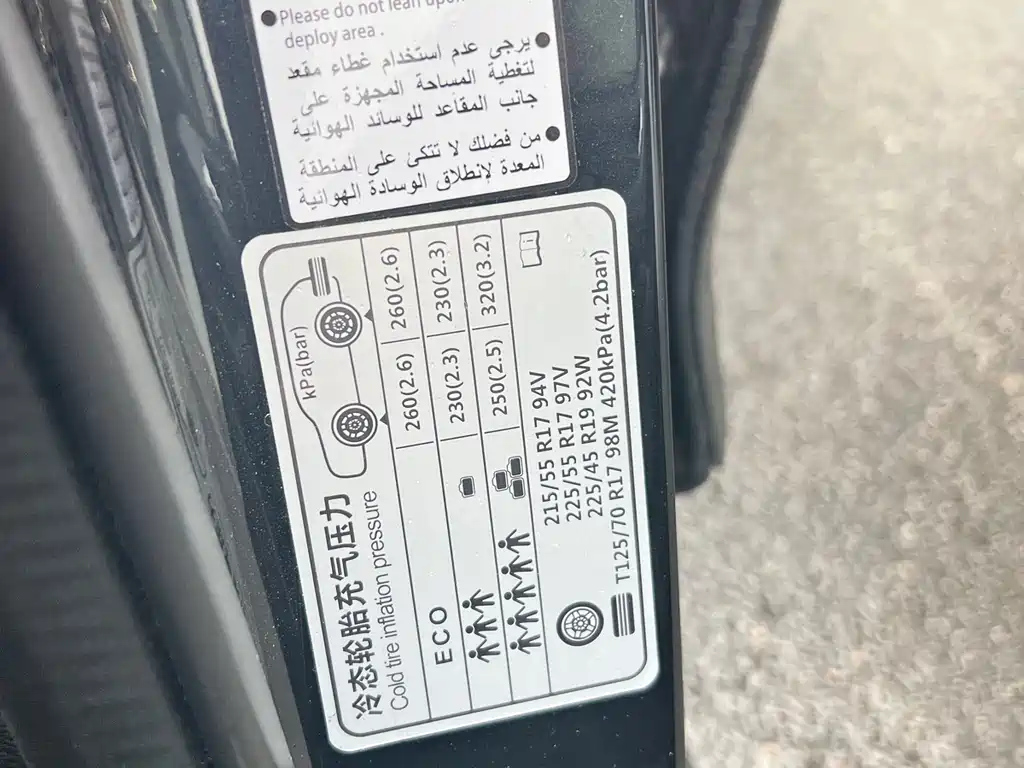 ●Please do not lean upon
deploy area .
●يرجى عدم استخدام غطاء مقعد
لتغطية المساحة المجهزة على
جانب المقاعد للوسائد الهوائية
●من فضلك لا تتكئ على المنطقة
المعدة لإنطلاق الوسادة الهوائية
冷态轮胎充气压力
Cold tire inflation pressure
kPa(bar)
ECO 260(2.6) 260(2.6)
230(2.3) 230(2.3)
250(2.5) 320(3.2)
215/55 R17 94V
225/55 R17 97V
225/45 R19 92W
T125/70 R17 98M 420kPa(4.2bar)